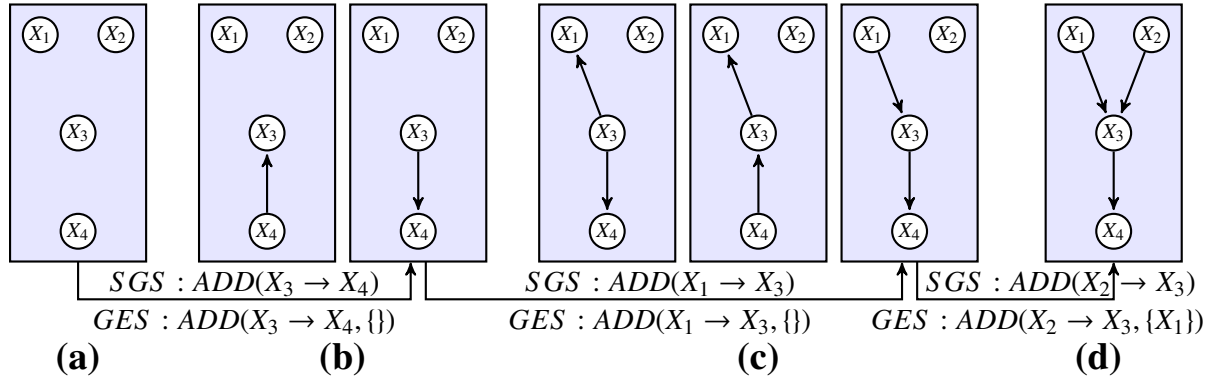 X1 X2 X1 X2 X1 X2 X1 X2 X1 X2 X1 X2 X1 X2
X3 X3 X3 X3 X3 X3 X3
X4 X4 X4 X4 X4 X4 X4
SGS : ADD(X3 → X4) SGS : ADD(X1 → X3) SGS : ADD(X2 → X3)
GES : ADD(X3 → X4, {}) GES : ADD(X1 → X3, {}) GES : ADD(X2 → X3, {X1})
(a) (b) (c) (d)